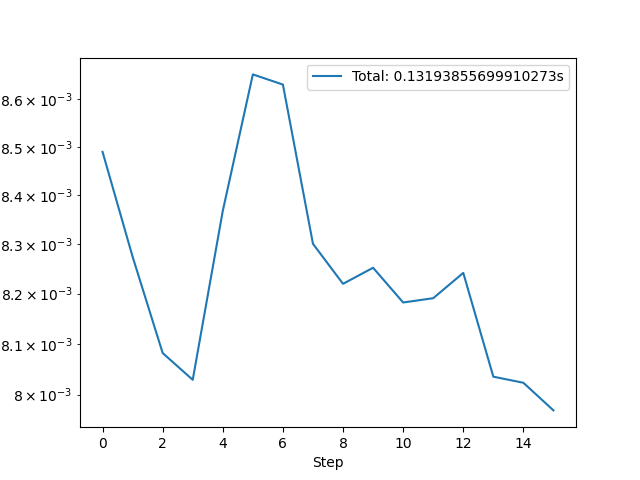 Total: 0.13193855699910273s
8.6 × 10⁻³
8.5 × 10⁻³
8.4 × 10⁻³
8.3 × 10⁻³
8.2 × 10⁻³
8.1 × 10⁻³
8 × 10⁻³
0 2 4 6 8 10 12 14
Step